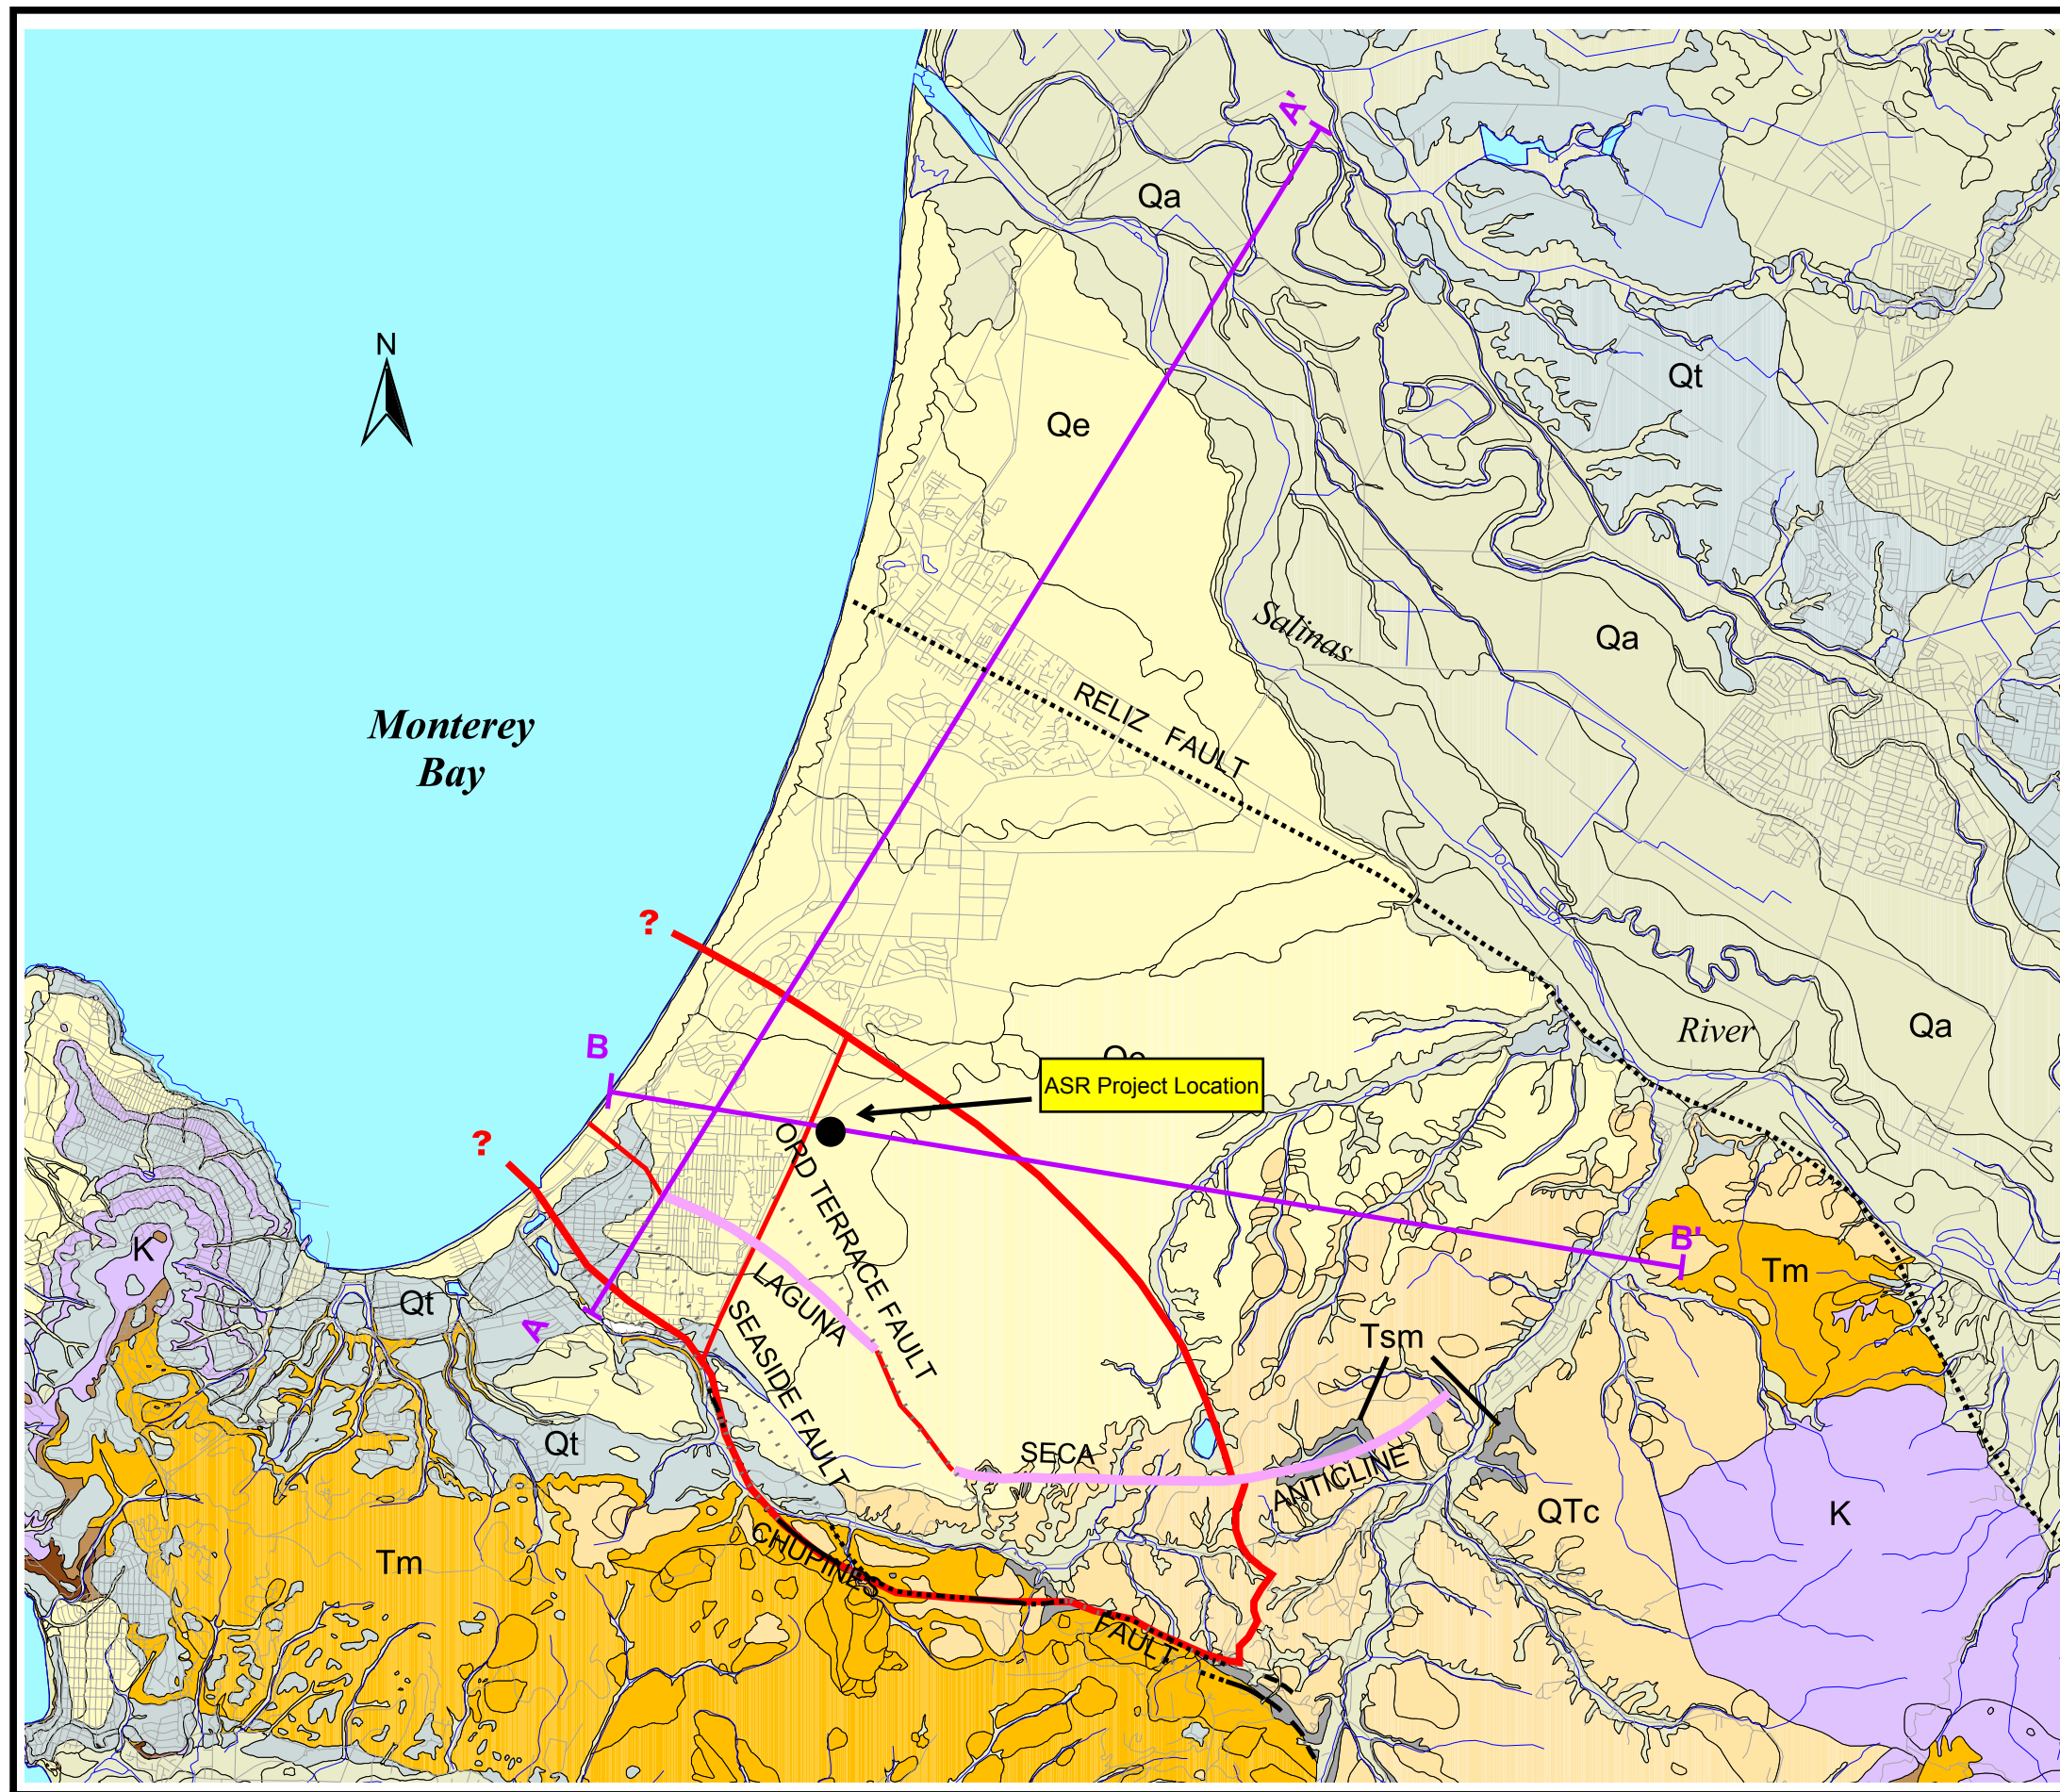 A'
Qa
N
Qt
Qe
Salinas
Qa
RELIZ FAULT
Monterey
Bay
?
Qa
River
B
ASR Project Location
?
ORD TERRACE FAULT
B'
K
Tm
Qt
LAGUNA
A
SEASIDE FAULT
Tsm
Qt
SECA
ANTICLINE
QTc
K
Tm
CHUPINES
FAULT